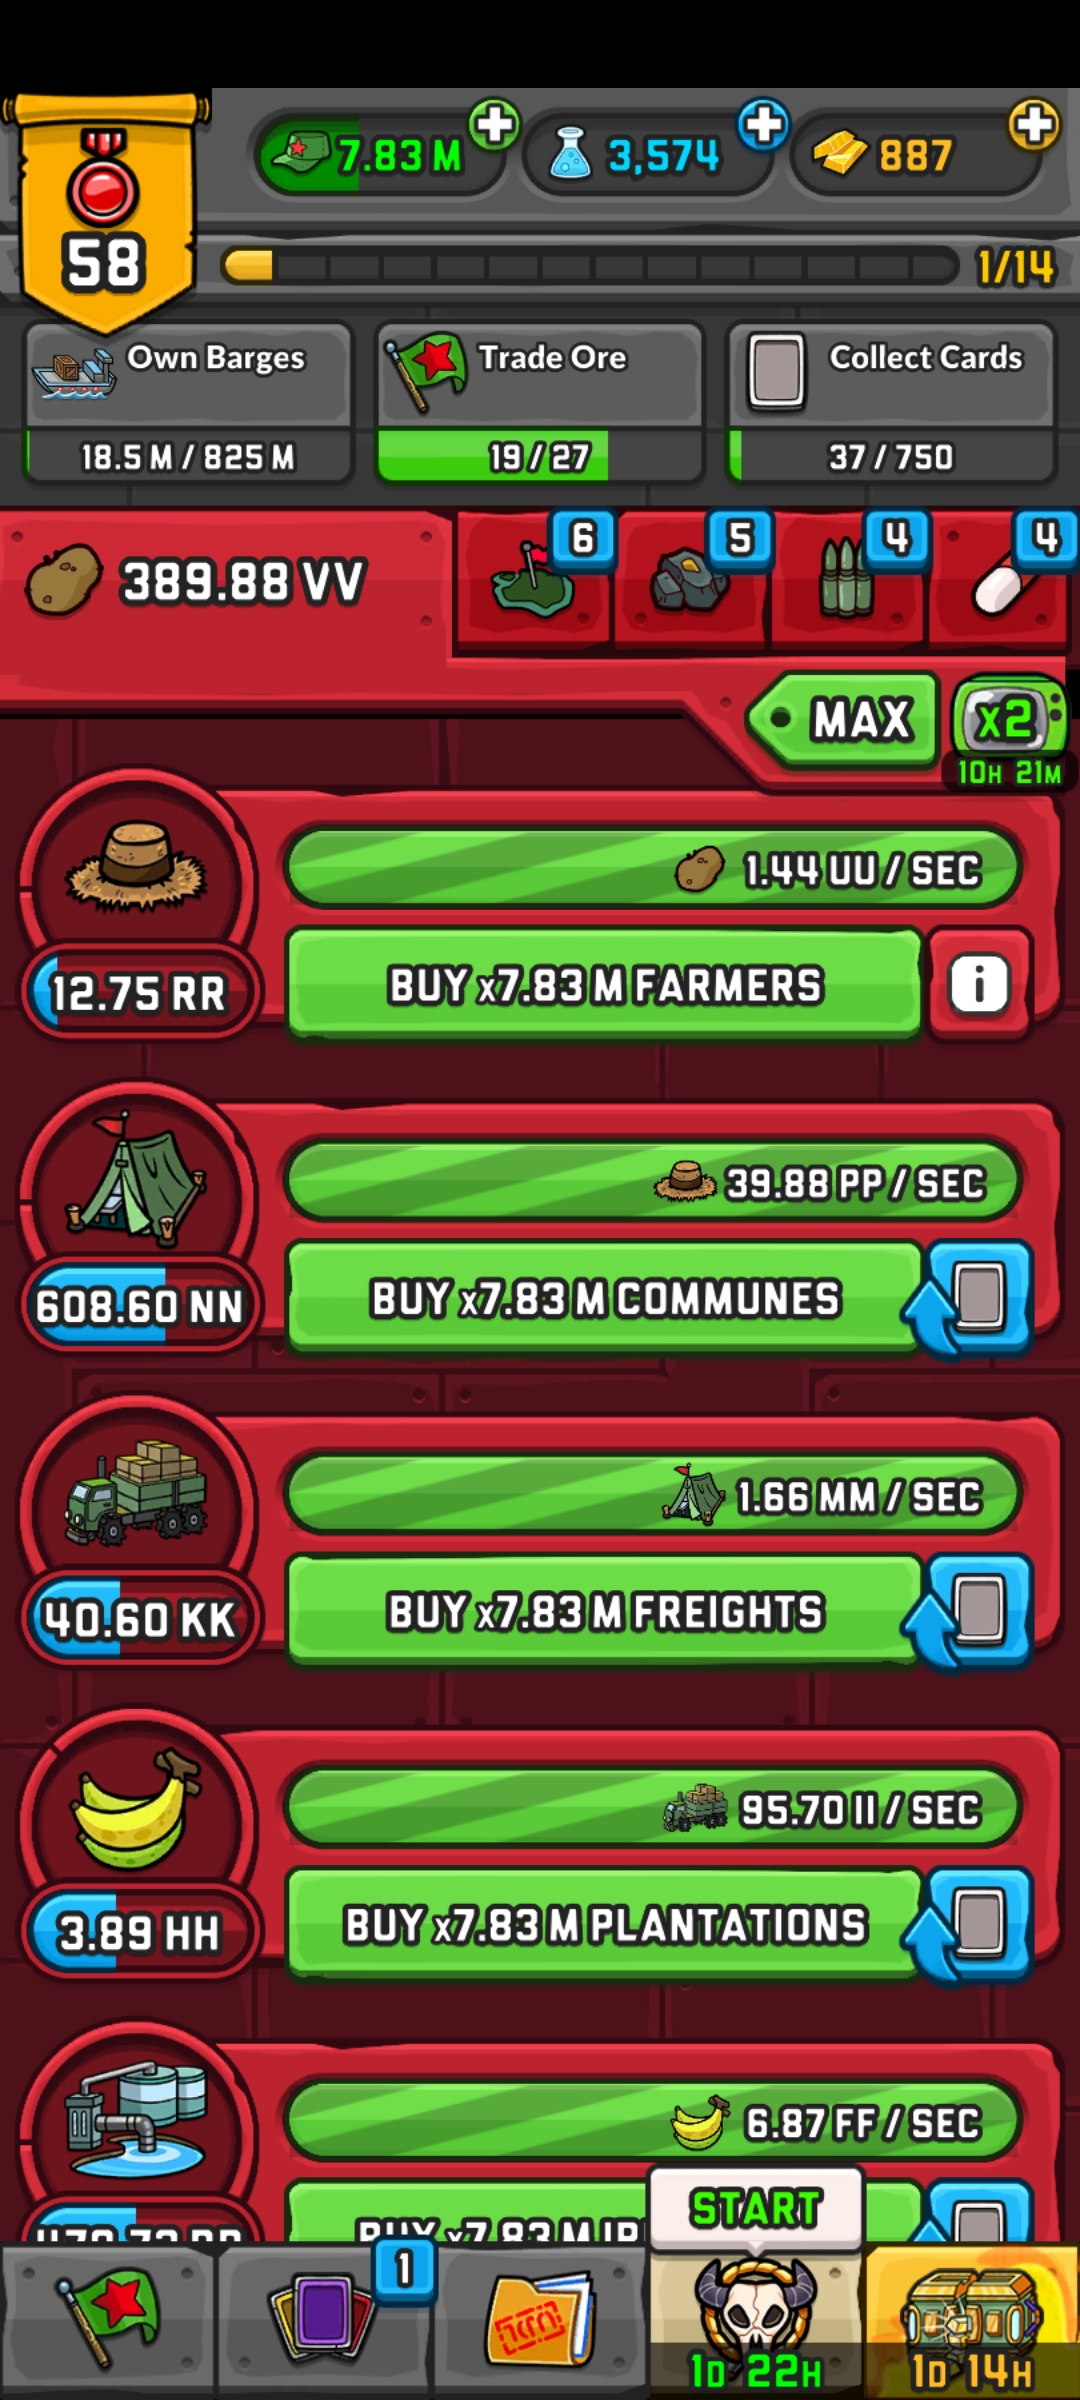 58
7.83 M
3,574
887
1/14
Own Barges
18.5 M / 825 M
Trade Ore
19 / 27
Collect Cards
37 / 750
389.88 VV
6
5
4
4
MAX
x2
10H 21M
1.44 UU / SEC
12.75 RR
BUY x7.83 M FARMERS
i
39.88 PP / SEC
608.60 NN
BUY x7.83 M COMMUNES
1.66 MM / SEC
40.60 KK
BUY x7.83 M FREIGHTS
95.70 II / SEC
3.89 HH
BUY x7.83 M PLANTATIONS
6.87 FF / SEC
BUY x7.83 M
START
1
1D 22H
1D 14H